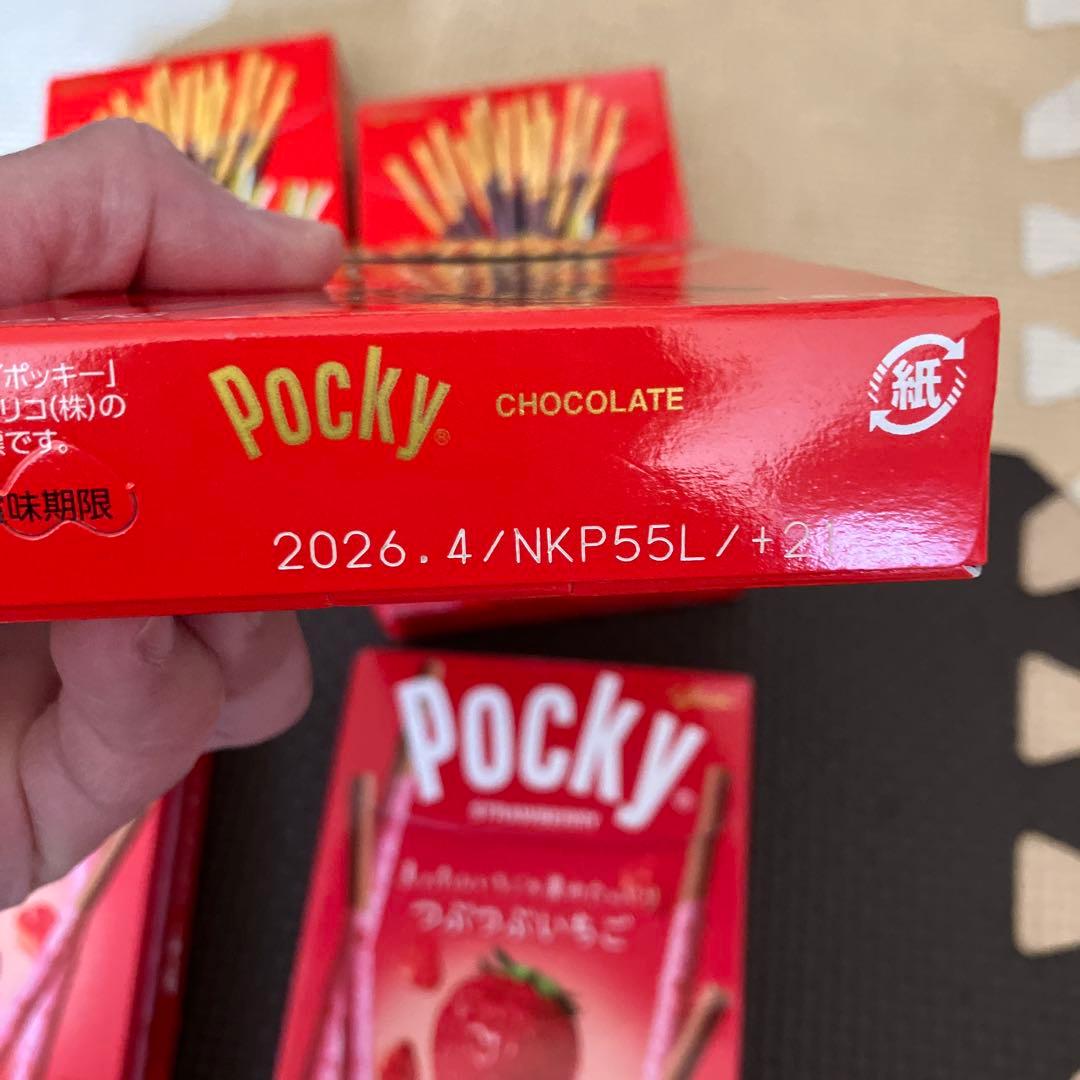 ポッキー」
リコ(株)の
です。
Pocky®
CHOCOLATE
紙
味期限
2026.4/NKP55L/+21
Pocky®
STRAWBERRY
つぶつぶいちご